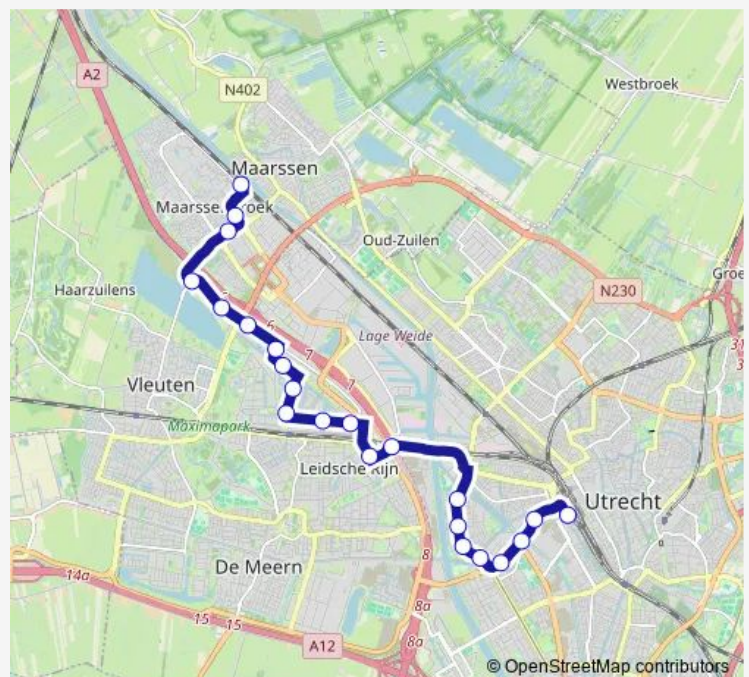 A2
N402
Westbroek
Maarssen
Oud-Zuilen
Haarzuilens
N230
6
6
7
Lage Weide
7
Vleuten
Maximapark
Leidsche Rijn
Utrecht
De Meern
8
14a
8a
15
15
A12
8a
© OpenStreetMap contributors